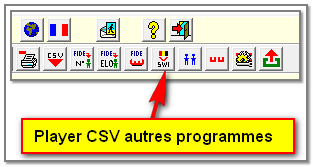 ?
CSV FIDE N° FIDE ELO FIDE SWI
Player CSV autres programmes